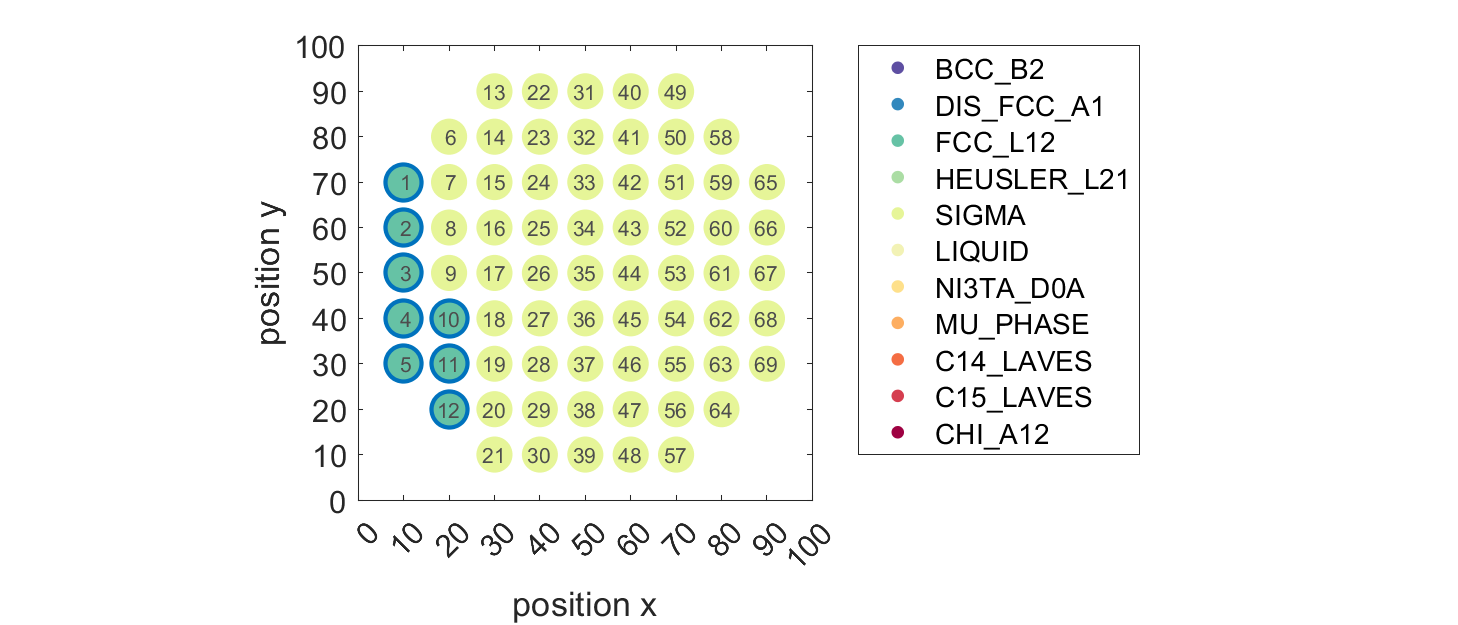 100
90
80
70
60
50
40
30
20
10
0
position y
13 22 31 40 49
6 14 23 32 41 50 58
1 7 15 24 33 42 51 59 65
2 8 16 25 34 43 52 60 66
3 9 17 26 35 44 53 61 67
4 10 18 27 36 45 54 62 68
5 11 19 28 37 46 55 63 69
12 20 29 38 47 56 64
21 30 39 48 57
0 10 20 30 40 50 60 70 80 90 100
position x
BCC_B2
DIS_FCC_A1
FCC_L12
HEUSLER_L21
SIGMA
LIQUID
NI3TA_D0A
MU_PHASE
C14_LAVES
C15_LAVES
CHI_A12